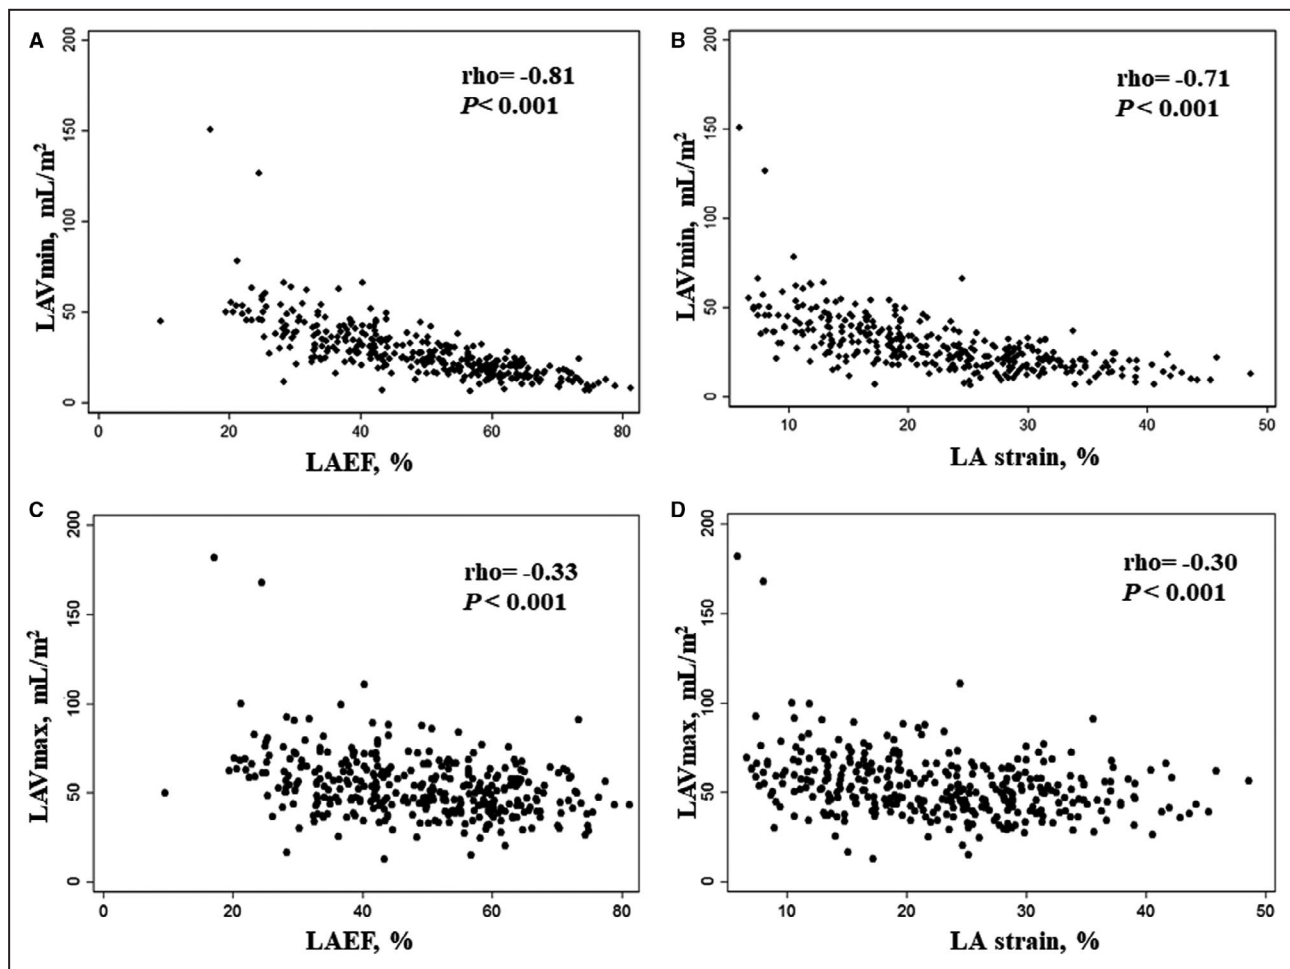 A
200
150
100
50
0
LAVmin, mL/m²
rho= -0.81
P< 0.001
0 20 40 60 80
LAEF, %
B
200
150
100
50
0
LAVmin, mL/m²
rho= -0.71
P< 0.001
10 20 30 40 50
LA strain, %
C
200
150
100
50
0
LAVmax, mL/m²
rho= -0.33
P< 0.001
0 20 40 60 80
LAEF, %
D
200
150
100
50
0
LAVmax, mL/m²
rho= -0.30
P< 0.001
10 20 30 40 50
LA strain, %